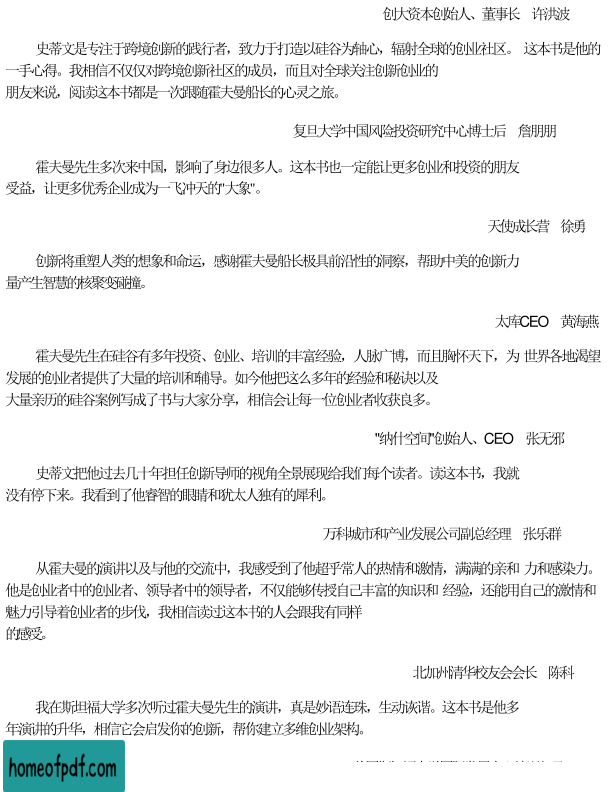 创大资本创始人、董事长 许洪波
史蒂文是专注于跨境创新的践行者，致力于打造以硅谷为轴心，辐射全球的创业社区。 这本书是他的
一手心得。我相信不仅仅对跨境创新社区的成员，而且对全球关注创新创业的
朋友来说，阅读这本书都是一次跟随霍夫曼船长的心灵之旅。
复旦大学中国风险投资研究中心博士后 詹朋朋
霍夫曼先生多次来中国，影响了身边很多人。这本书也一定能让更多创业和投资的朋友
受益，让更多优秀企业成为一飞冲天的"大象"。
天使成长营 徐勇
创新将重塑人类的想象和命运，感谢霍夫曼船长极具前沿性的洞察，帮助中美的创新力
量产生智慧的核聚变碰撞。
太库CEO 黄海燕
霍夫曼先生在硅谷有多年投资、创业、培训的丰富经验，人脉广博，而且胸怀天下，为 世界各地渴望
发展的创业者提供了大量的培训和辅导。如今他把这么多年的经验和秘诀以及
大量亲历的硅谷案例写成了书与大家分享，相信会让每一位创业者收获良多。
"纳什空间"创始人、CEO 张无邪
史蒂文把他过去几十年担任创新导师的视角全景展现给我们每个读者。读这本书，我就
没有停下来。我看到了他睿智的眼睛和犹太人独有的犀利。
万科城市和产业发展公司副总经理 张乐群
从霍夫曼的演讲以及与他的交流中，我感受到了他超乎常人的热情和激情，满满的亲和 力和感染力。
他是创业者中的创业者、领导者中的领导者，不仅能够传授自己丰富的知识和 经验，还能用自己的激情和
魅力引导着创业者的步伐，我相信读过这本书的人会跟我有同样
的感受。
北加州清华校友会会长 陈科
我在斯坦福大学多次听过霍夫曼先生的演讲，真是妙语连珠，生动诙谐。这本书是他多
年演讲的升华，相信它会启发你的创新，帮你建立多维创业架构。
homeofpdf.com